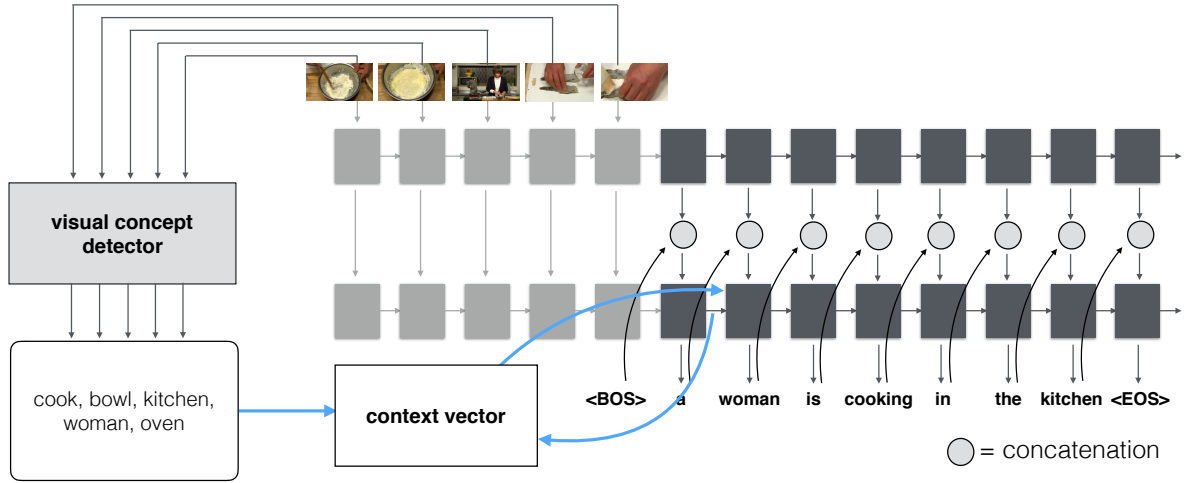 visual concept
detector
cook, bowl, kitchen,
woman, oven
context vector
<BOS> a woman is cooking in the kitchen <EOS>
= concatenation